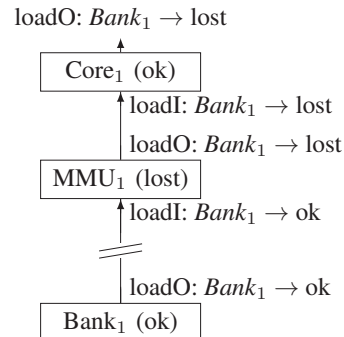 loadO: Bank₁ → lost
Core₁ (ok)
loadI: Bank₁ → lost
loadO: Bank₁ → lost
MMU₁ (lost)
loadI: Bank₁ → ok
loadO: Bank₁ → ok
Bank₁ (ok)